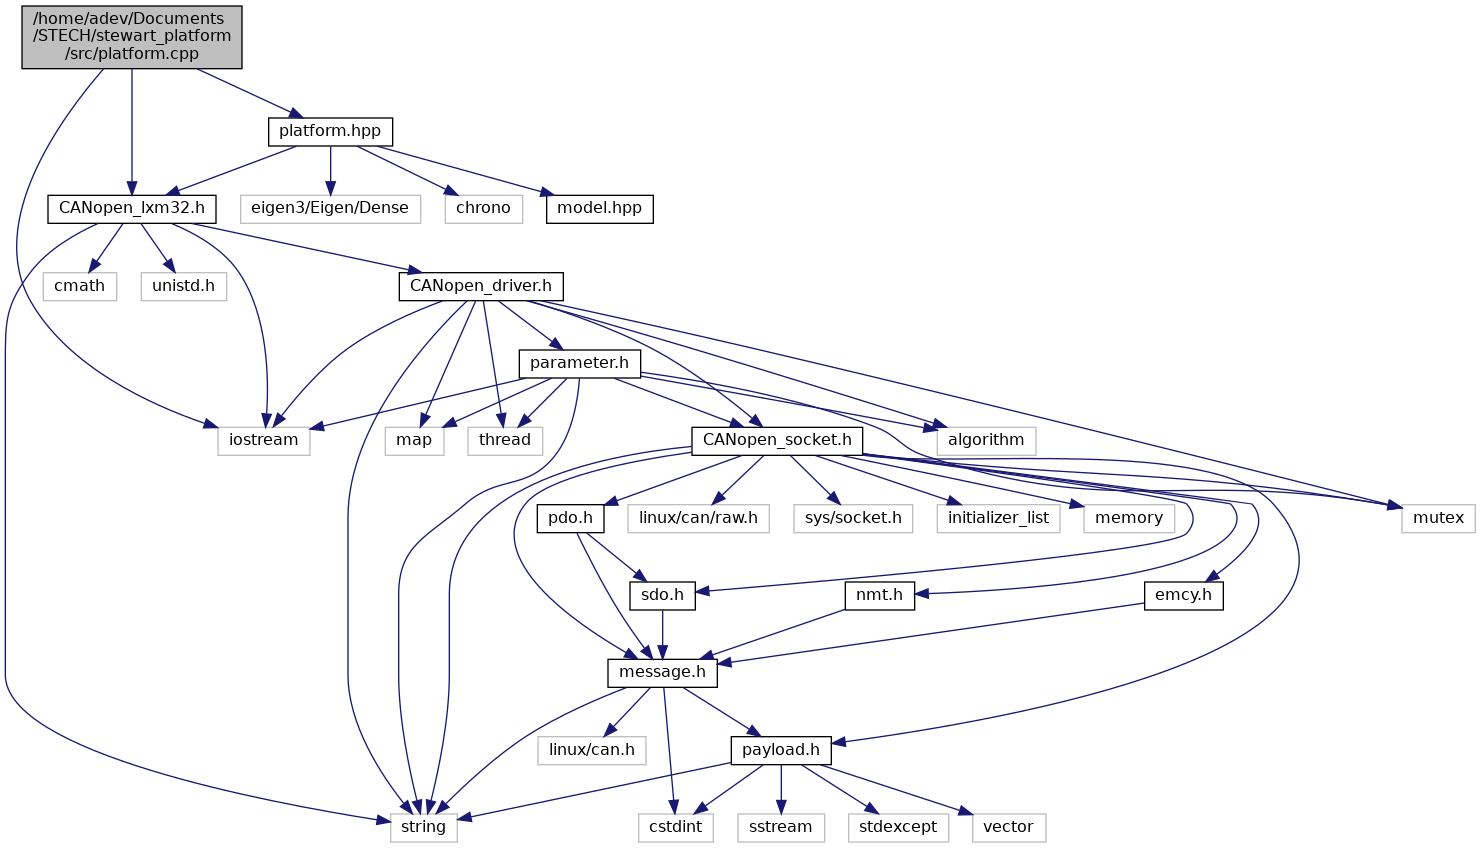 /home/adev/Documents
/STECH/stewart_platform
/src/platform.cpp
platform.hpp
CANopen_lxm32.h
eigen3/Eigen/Dense
chrono
model.hpp
cmath
unistd.h
CANopen_driver.h
parameter.h
iostream
map
thread
CANopen_socket.h
algorithm
pdo.h
linux/can/raw.h
sys/socket.h
initializer_list
memory
mutex
sdo.h
nmt.h
emcy.h
message.h
linux/can.h
payload.h
string
cstdint
sstream
stdexcept
vector